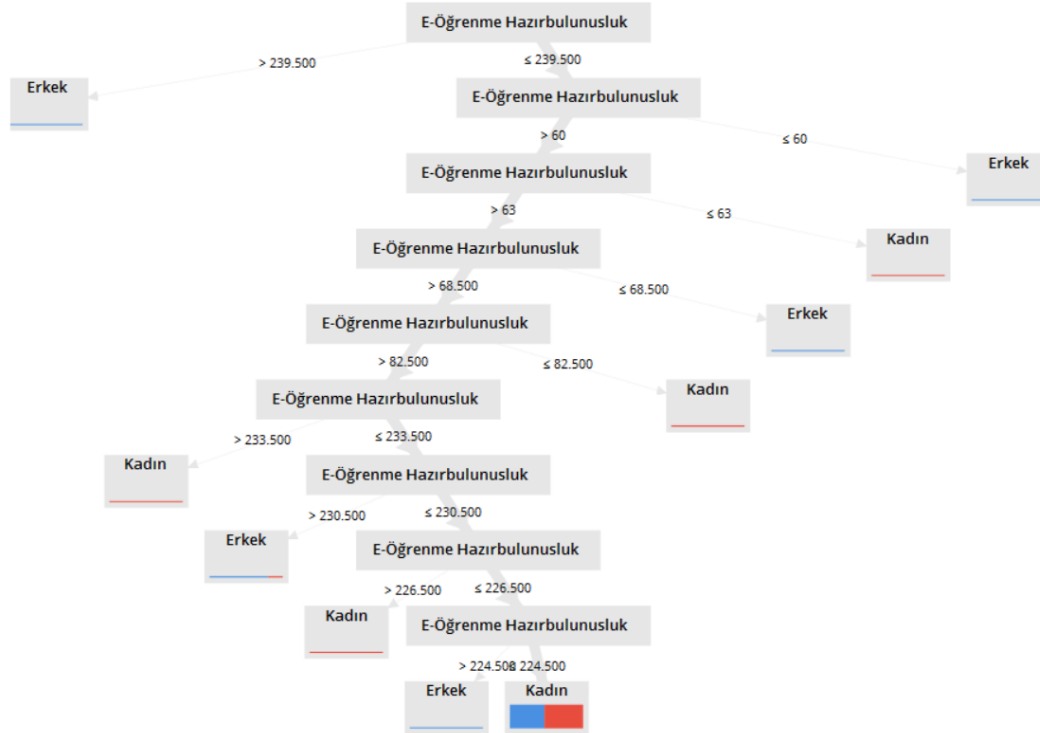 E-Öğrenme Hazırbulunusluk
> 239.500
≤ 239.500
Erkek
E-Öğrenme Hazırbulunusluk
> 60
≤ 60
E-Öğrenme Hazırbulunusluk
Erkek
> 63
≤ 63
E-Öğrenme Hazırbulunusluk
Kadın
> 68.500
≤ 68.500
E-Öğrenme Hazırbulunusluk
Erkek
> 82.500
≤ 82.500
E-Öğrenme Hazırbulunusluk
Kadın
> 233.500
≤ 233.500
Kadın
E-Öğrenme Hazırbulunusluk
> 230.500
≤ 230.500
Erkek
E-Öğrenme Hazırbulunusluk
> 226.500
≤ 226.500
Kadın
E-Öğrenme Hazırbulunusluk
> 224.500
≤ 224.500
Erkek
Kadın